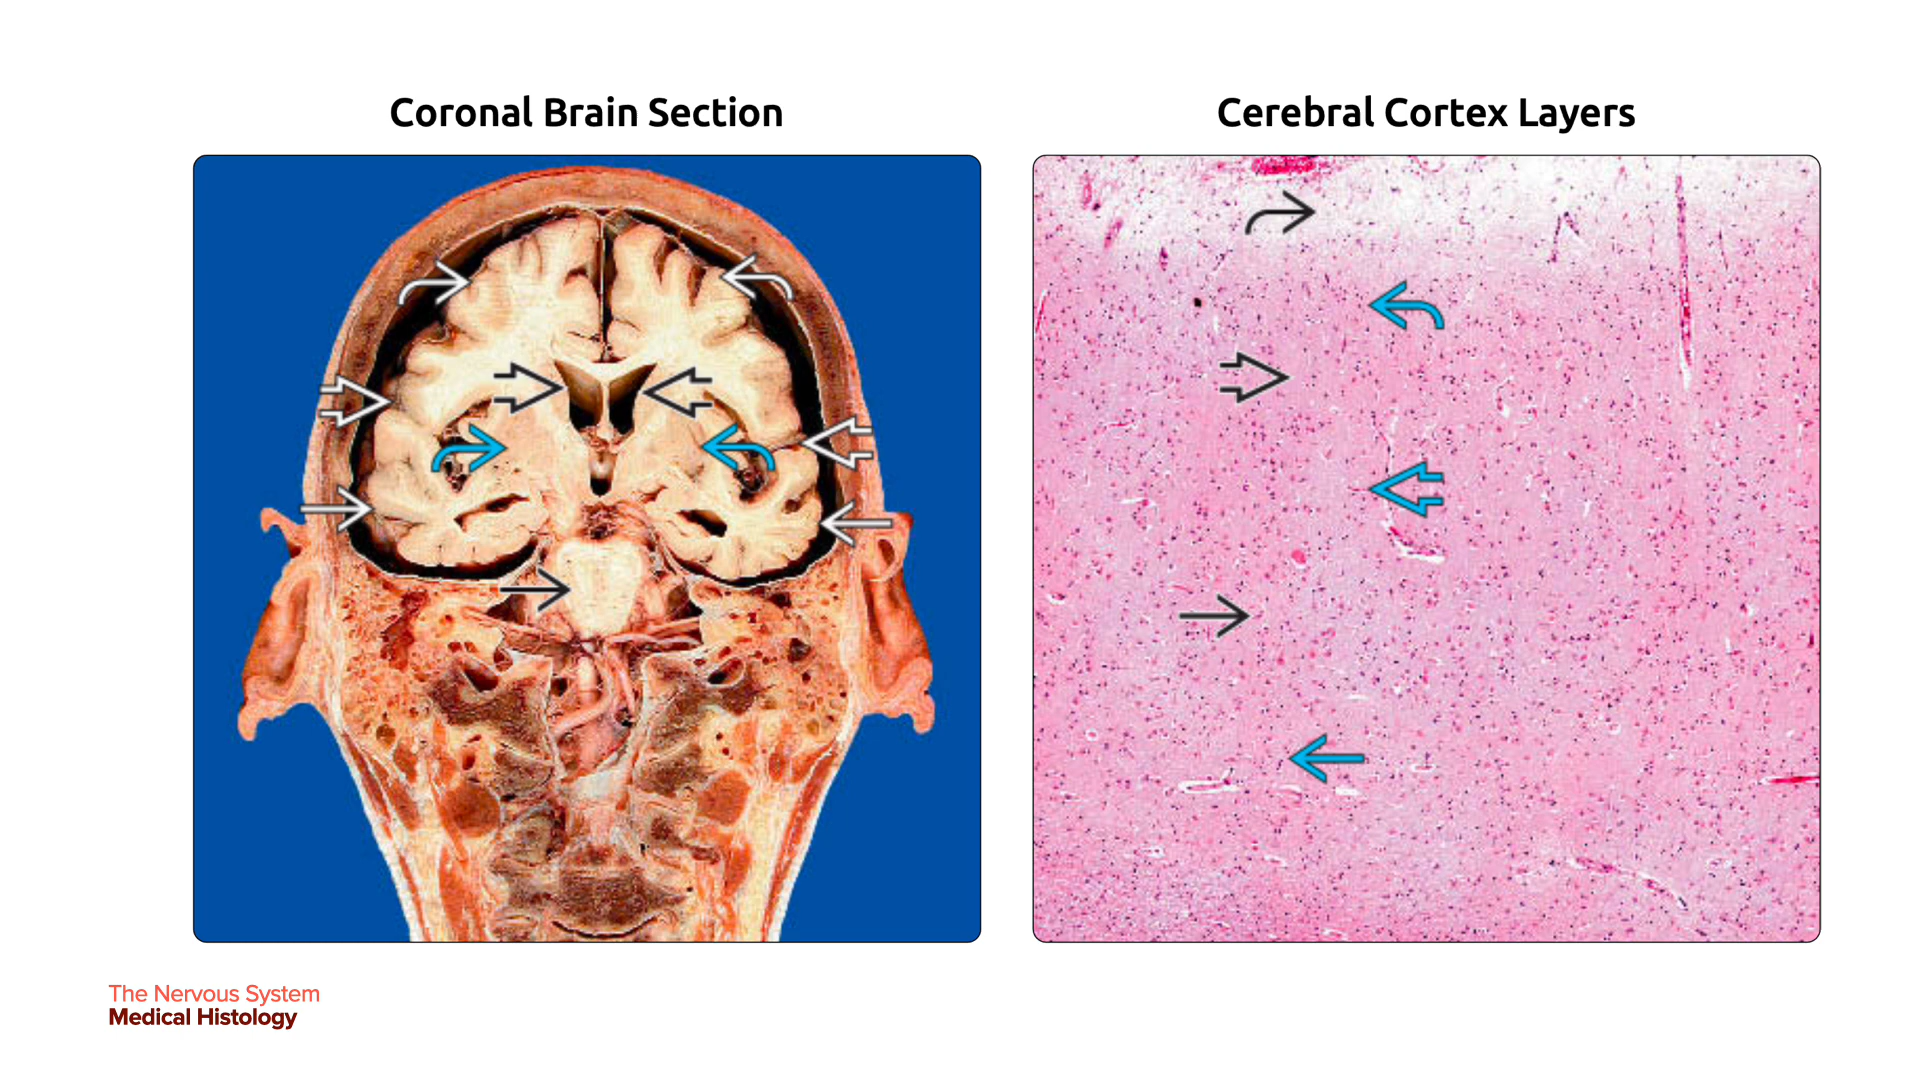 Coronal Brain Section
Cerebral Cortex Layers
The Nervous System
Medical Histology